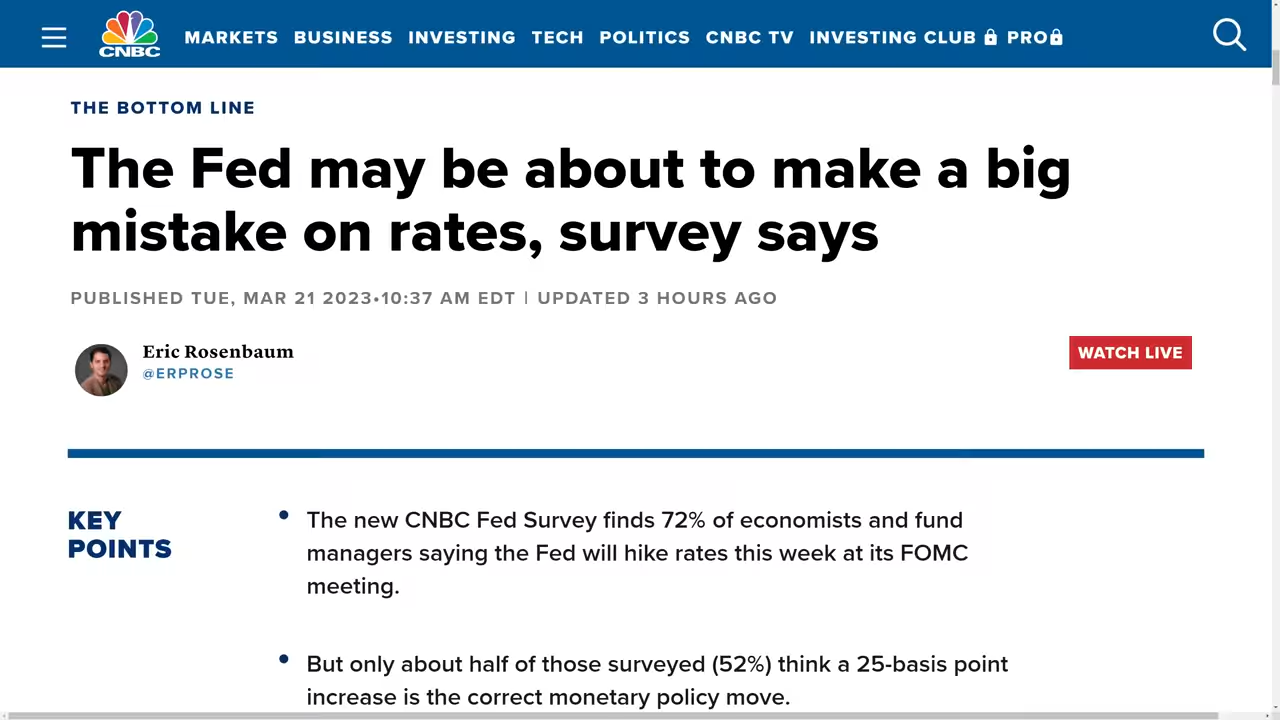 CNBC MARKETS BUSINESS INVESTING TECH POLITICS CNBC TV INVESTING CLUB PRO
THE BOTTOM LINE
The Fed may be about to make a big
mistake on rates, survey says
PUBLISHED TUE, MAR 21 2023•10:37 AM EDT | UPDATED 3 HOURS AGO
Eric Rosenbaum
@ERPROSE
WATCH LIVE
KEY
POINTS
• The new CNBC Fed Survey finds 72% of economists and fund
managers saying the Fed will hike rates this week at its FOMC
meeting.
• But only about half of those surveyed (52%) think a 25-basis point
increase is the correct monetary policy move.